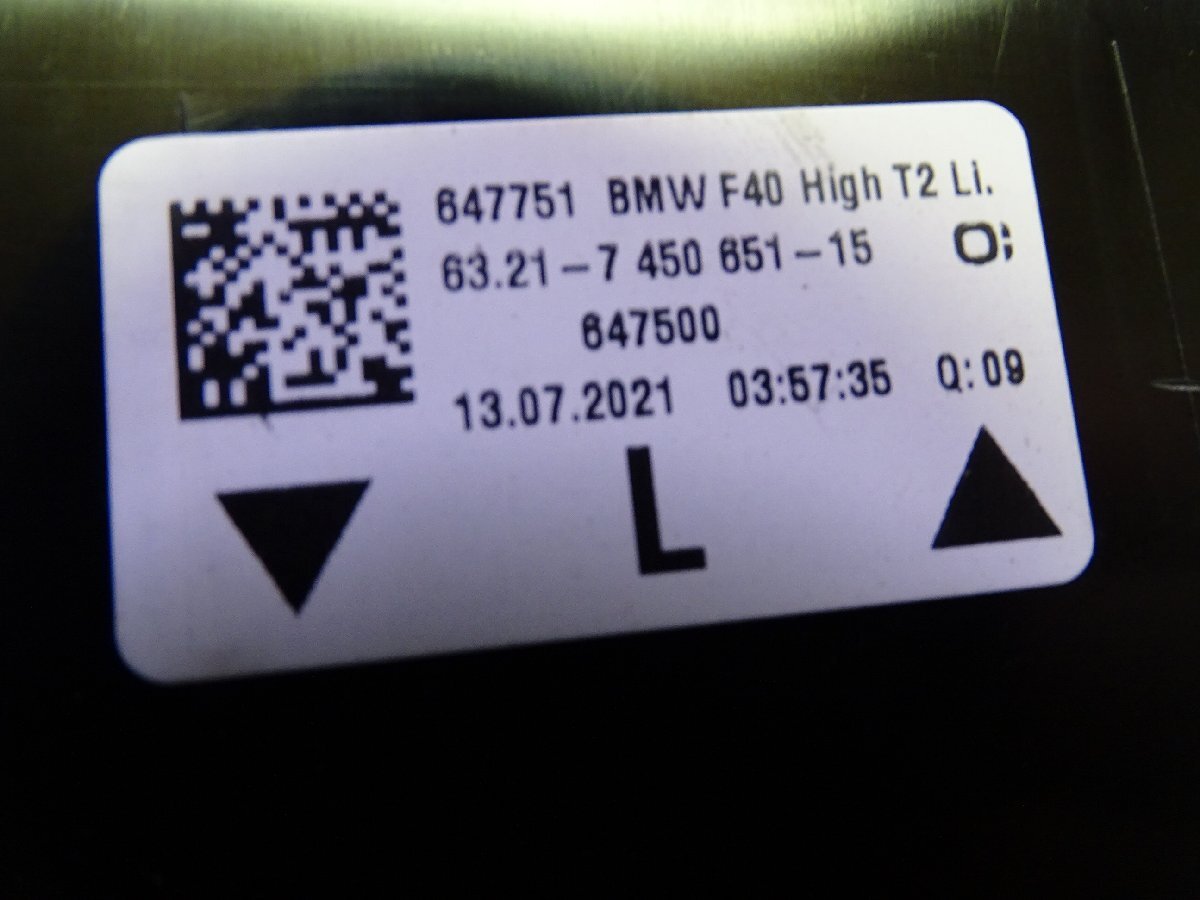 647751 BMW F40 High T2 Li.
63.21-7 450 651-15
647500
13.07.2021 03:57:35 Q:09
L